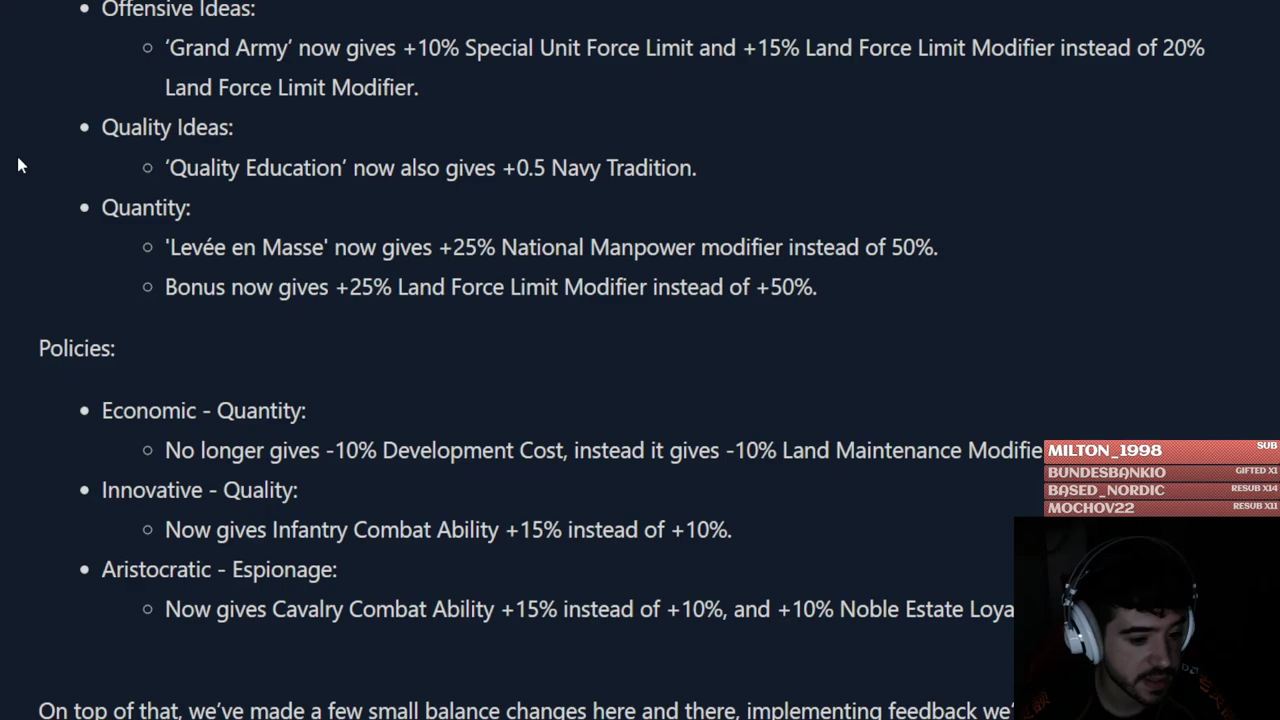 Offensive Ideas:
‘Grand Army’ now gives +10% Special Unit Force Limit and +15% Land Force Limit Modifier instead of 20%
Land Force Limit Modifier.
Quality Ideas:
‘Quality Education’ now also gives +0.5 Navy Tradition.
Quantity:
'Levée en Masse' now gives +25% National Manpower modifier instead of 50%.
Bonus now gives +25% Land Force Limit Modifier instead of +50%.
Policies:
Economic - Quantity:
No longer gives -10% Development Cost, instead it gives -10% Land Maintenance Modifie
Innovative - Quality:
Now gives Infantry Combat Ability +15% instead of +10%.
Aristocratic - Espionage:
Now gives Cavalry Combat Ability +15% instead of +10%, and +10% Noble Estate Loya
On top of that, we’ve made a few small balance changes here and there, implementing feedback we’
MILTON_1998 SUB
BUNDESBANKIO GIFTED X1
BASED_NORDIC RESUB X14
MOCHOV22 RESUB X11